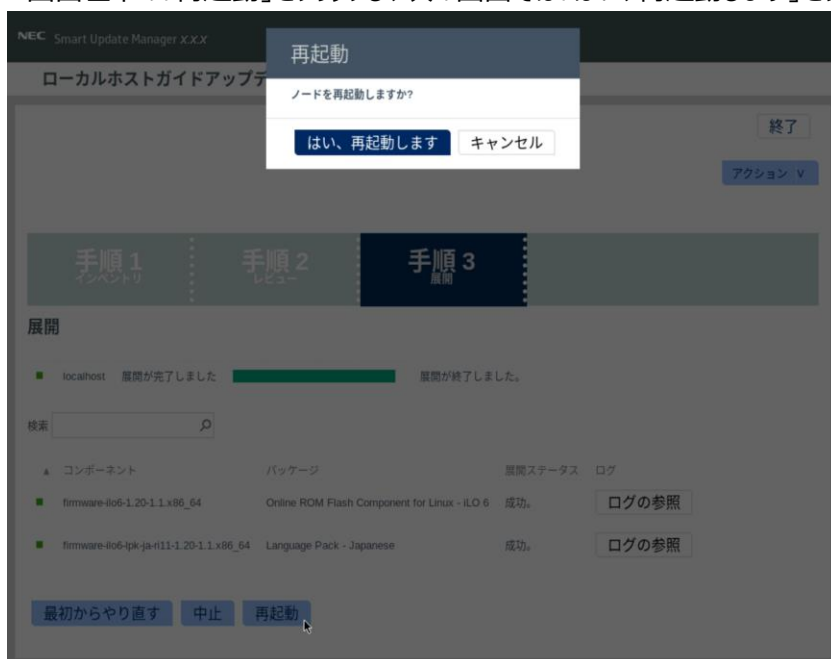 NEC Smart Update Manager x.x.x
再起動
ローカルホストガイドアップデ
ノードを再起動しますか?
はい、再起動します キャンセル
終了
アクション ∨
手順 1 手順 2 手順 3
インベントリ レビュー 展開
展開
localhost 展開が完了しました 展開が終了しました。
検索
▲ コンポーネント パッケージ 展開ステータス ログ
firmware-ilo6-1.20-1.1.x86_64 Online ROM Flash Component for Linux - iLO 6 成功。 ログの参照
firmware-ilo6-lpk-ja-ri11-1.20-1.1.x86_64 Language Pack - Japanese 成功。 ログの参照
最初からやり直す 中止 再起動